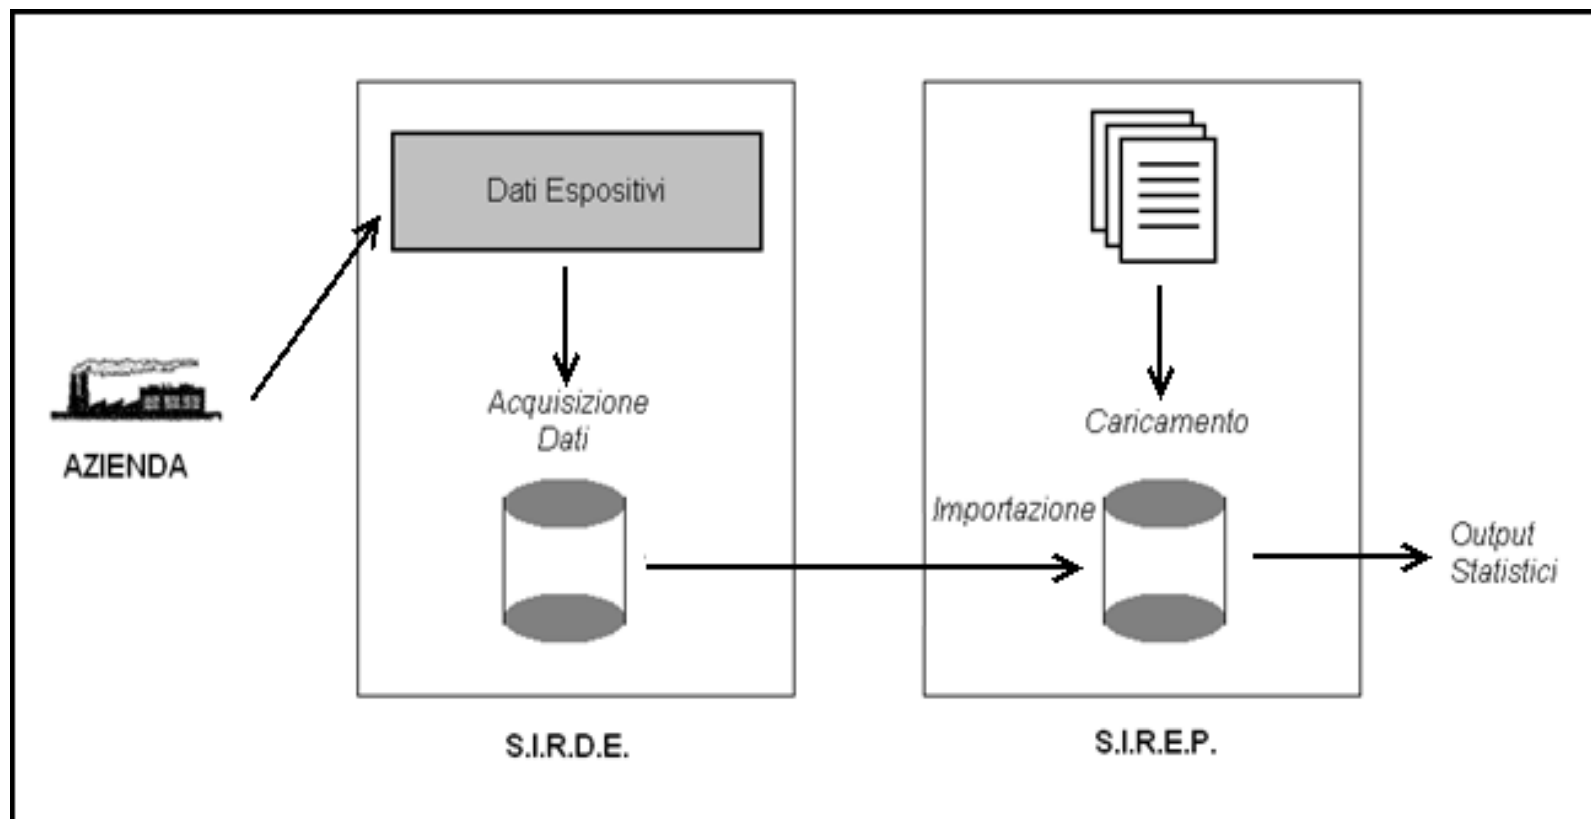 Dati Espositivi
Acquisizione
Dati
AZIENDA
Caricamento
Importazione
Output
Statistici
S.I.R.D.E.
S.I.R.E.P.